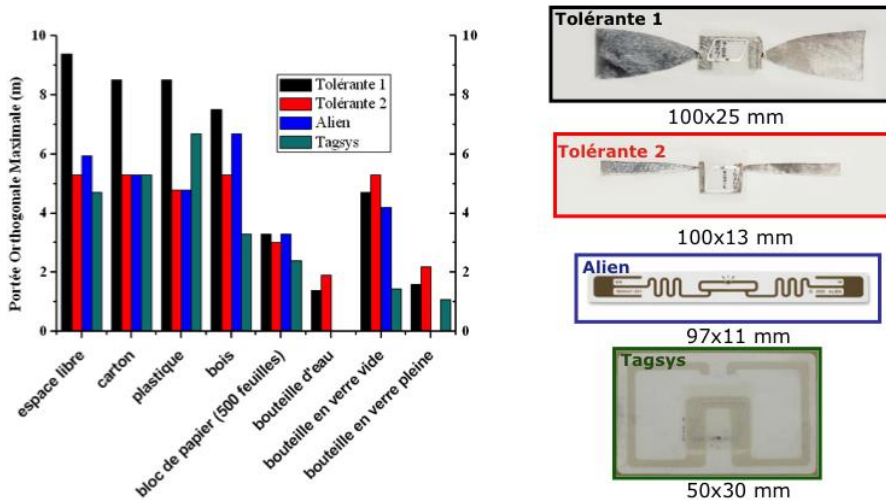 Portée Orthogonale Maximale (m)
10
8
6
4
2
0
10
8
6
4
2
0
Tolérante 1
Tolérante 2
Alien
Tagsys
espace libre
carton
plastique
bois
bloc de papier (500 feuilles)
bouteille d'eau
bouteille en verre vide
bouteille en verre pleine
Tolérante 1
100x25 mm
Tolérante 2
100x13 mm
Alien
97x11 mm
Tagsys
50x30 mm